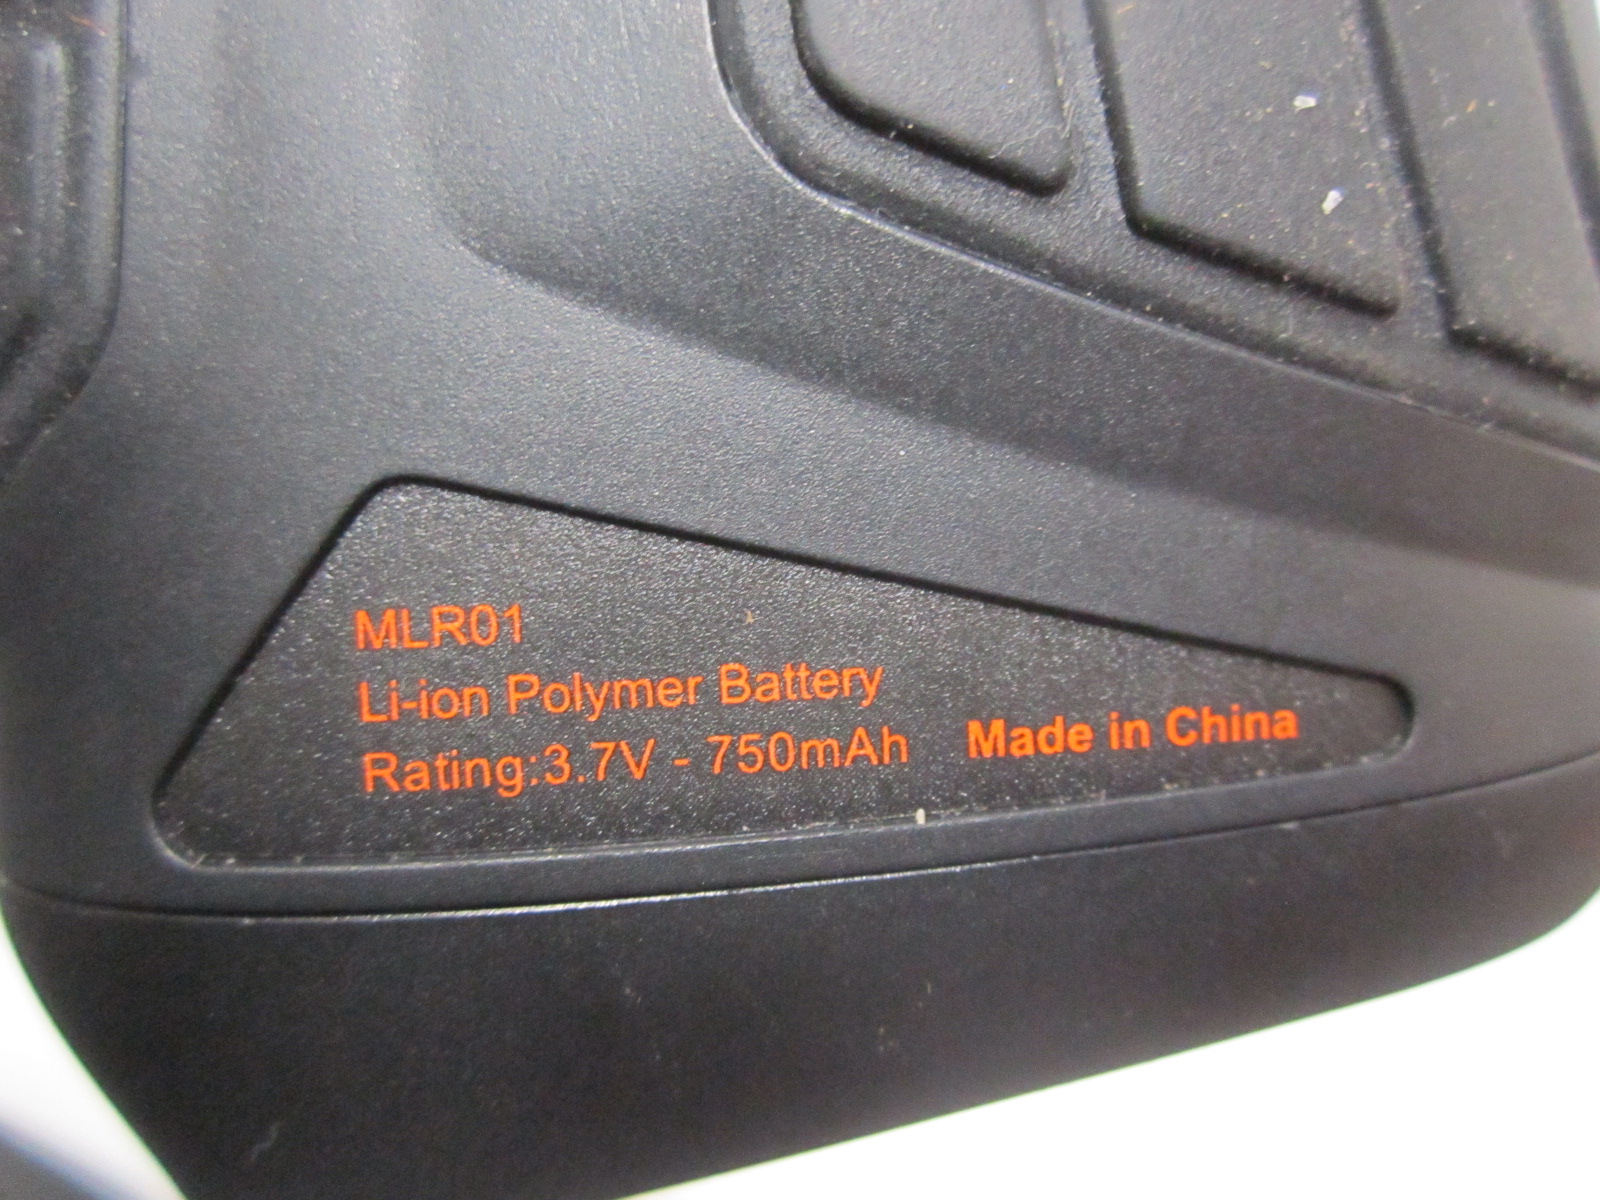 MLR01
Li-ion Polymer Battery
Rating:3.7V - 750mAh Made in China